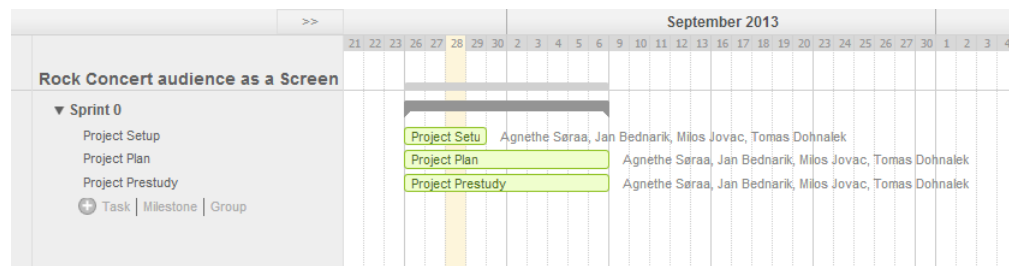 >> September 2013
21 22 23 26 27 28 29 30 2 3 4 5 6 9 10 11 12 13 16 17 18 19 20 23 24 25 26 27 30 1 2 3 4
Rock Concert audience as a Screen
▼ Sprint 0
Project Setup Project Setu Agnethe Søraa, Jan Bednarik, Milos Jovac, Tomas Dohnalek
Project Plan Project Plan Agnethe Søraa, Jan Bednarik, Milos Jovac, Tomas Dohnalek
Project Prestudy Project Prestudy Agnethe Søraa, Jan Bednarik, Milos Jovac, Tomas Dohnalek
Task | Milestone | Group